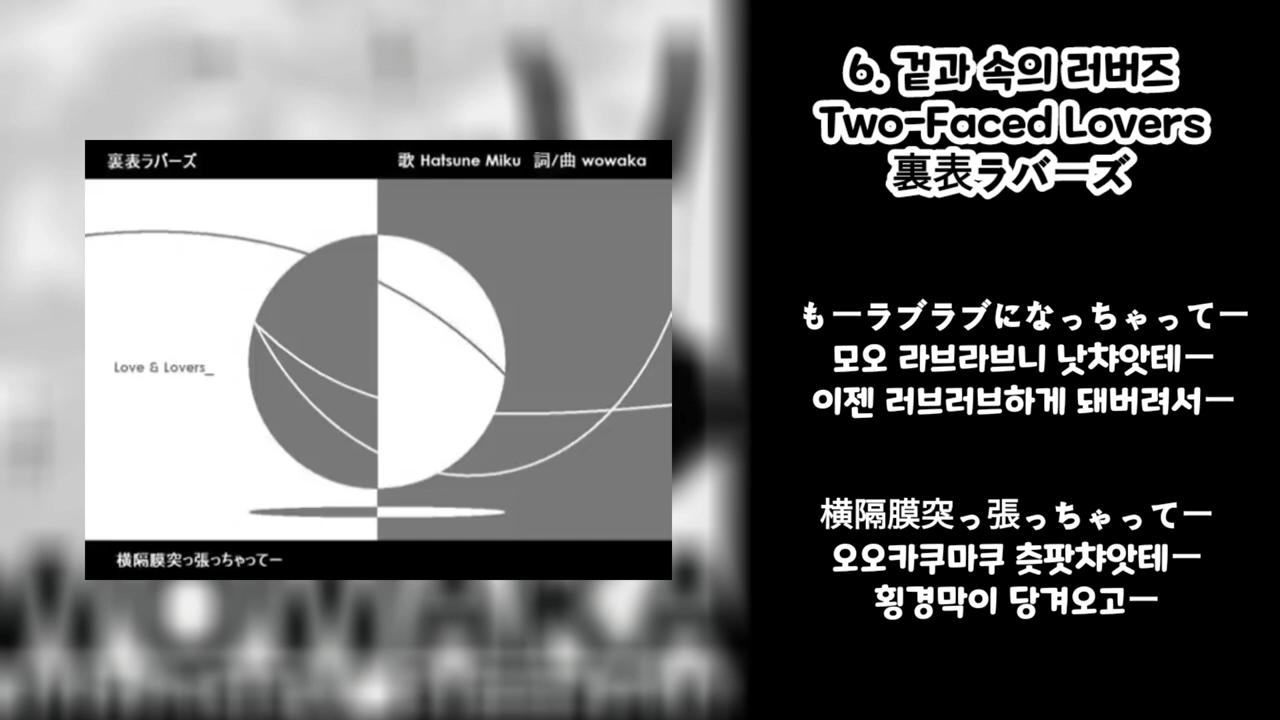 裏表ラバーズ
歌 Hatsune Miku 詞/曲 wowaka
Love & Lovers_
横隔膜突っ張っちゃってー
6. 겉과 속의 러버즈
Two-Faced Lovers
裏表ラバーズ
もーラブラブになっちゃってー
모오 라브라브니 낫챠앗테ー
이젠 러브러브하게 돼버려서ー
横隔膜突っ張っちゃってー
오오카쿠마쿠 츳팟챠앗테ー
횡경막이 당겨오고ー